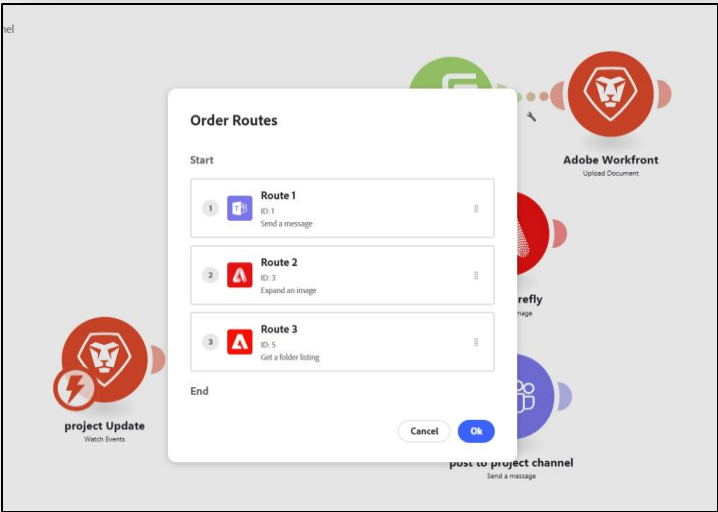 nel
Order Routes
Start
1
Route 1
ID: 1
Send a message
2
Route 2
ID: 3
Expand an image
3
Route 3
ID: 5
Get a folder listing
End
Cancel
Ok
Adobe Workfront
Upload Document
refly
mage
project Update
Watch Events
post to project channel
Send a message